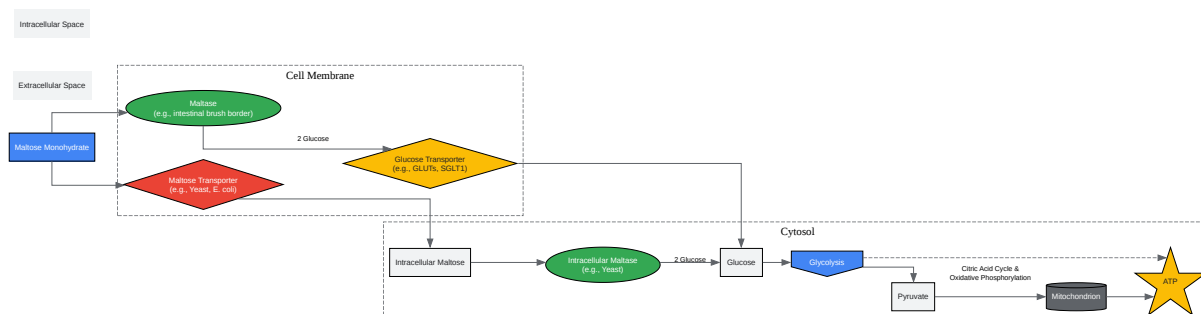 Intracellular Space
Extracellular Space
Cell Membrane
Maltase
(e.g., intestinal brush border)
2 Glucose
Maltose Monohydrate
Glucose Transporter
(e.g., GLUTs, SGLT1)
Maltose Transporter
(e.g., Yeast, E. coli)
Cytosol
Intracellular Maltose
Intracellular Maltase
(e.g., Yeast)
2 Glucose
Glucose
Glycolysis
Citric Acid Cycle &
Oxidative Phosphorylation
Pyruvate
Mitochondrion
ATP